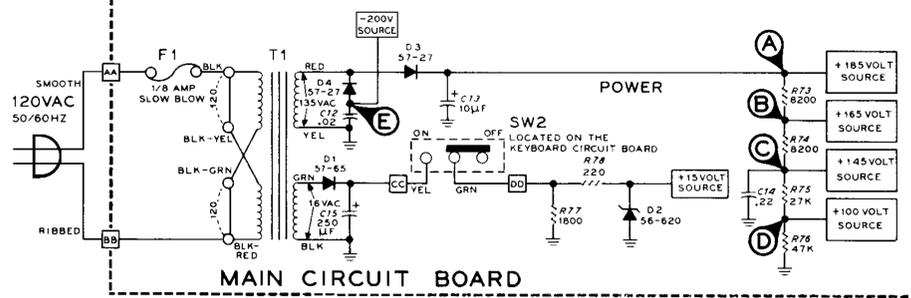 -200V
SOURCE
F1
1/8 AMP
SLOW BLOW
AA
BLK
T1
RED
D4
57-27
135VAC
C12
.02
YEL
E
D3
57-27
+
C13
10µF
POWER
A
+185 VOLT
SOURCE
R73
8200
B
+165 VOLT
SOURCE
R74
8200
C
+145 VOLT
SOURCE
C14
.22
R75
27K
D
+100 VOLT
SOURCE
R76
47K
SMOOTH
120VAC
50/60HZ
120
BLK-YEL
BLK-GRN
120
RIBBED
BB
BLK-
RED
GRN
D1
57-65
16VAC
C15
250
µF
+
BLK
CC
YEL
ON
OFF
SW2
LOCATED ON THE
KEYBOARD CIRCUIT BOARD
GRN
DD
R78
220
R77
1800
D2
56-620
+15 VOLT
SOURCE
MAIN CIRCUIT BOARD